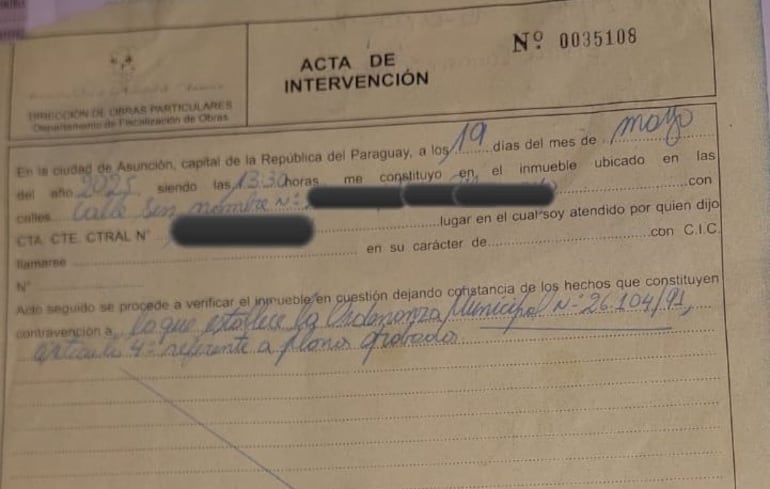 ACTA DE
INTERVENCIÓN
Nº 0035108
DIRECCIÓN DE OBRAS PARTICULARES
Departamento de Fiscalización de Obras
En la ciudad de Asunción, capital de la República del Paraguay, a los 19 días del mes de mayo
del año 2025, siendo las 13:30 horas, me constituyo en el inmueble ubicado en las
calles Calle Sin nombre N°: con
CTA. CTE. CTRAL N° lugar en el cual soy atendido por quien dijo
llamarse en su carácter de con C.I.C.
N°
Acto seguido se procede a verificar el inmueble en cuestión dejando constancia de los hechos que constituyen
contravención a lo que establece la Ordenanza Municipal N°: 26.104/91,
artículo 4° referente a planos aprobados.